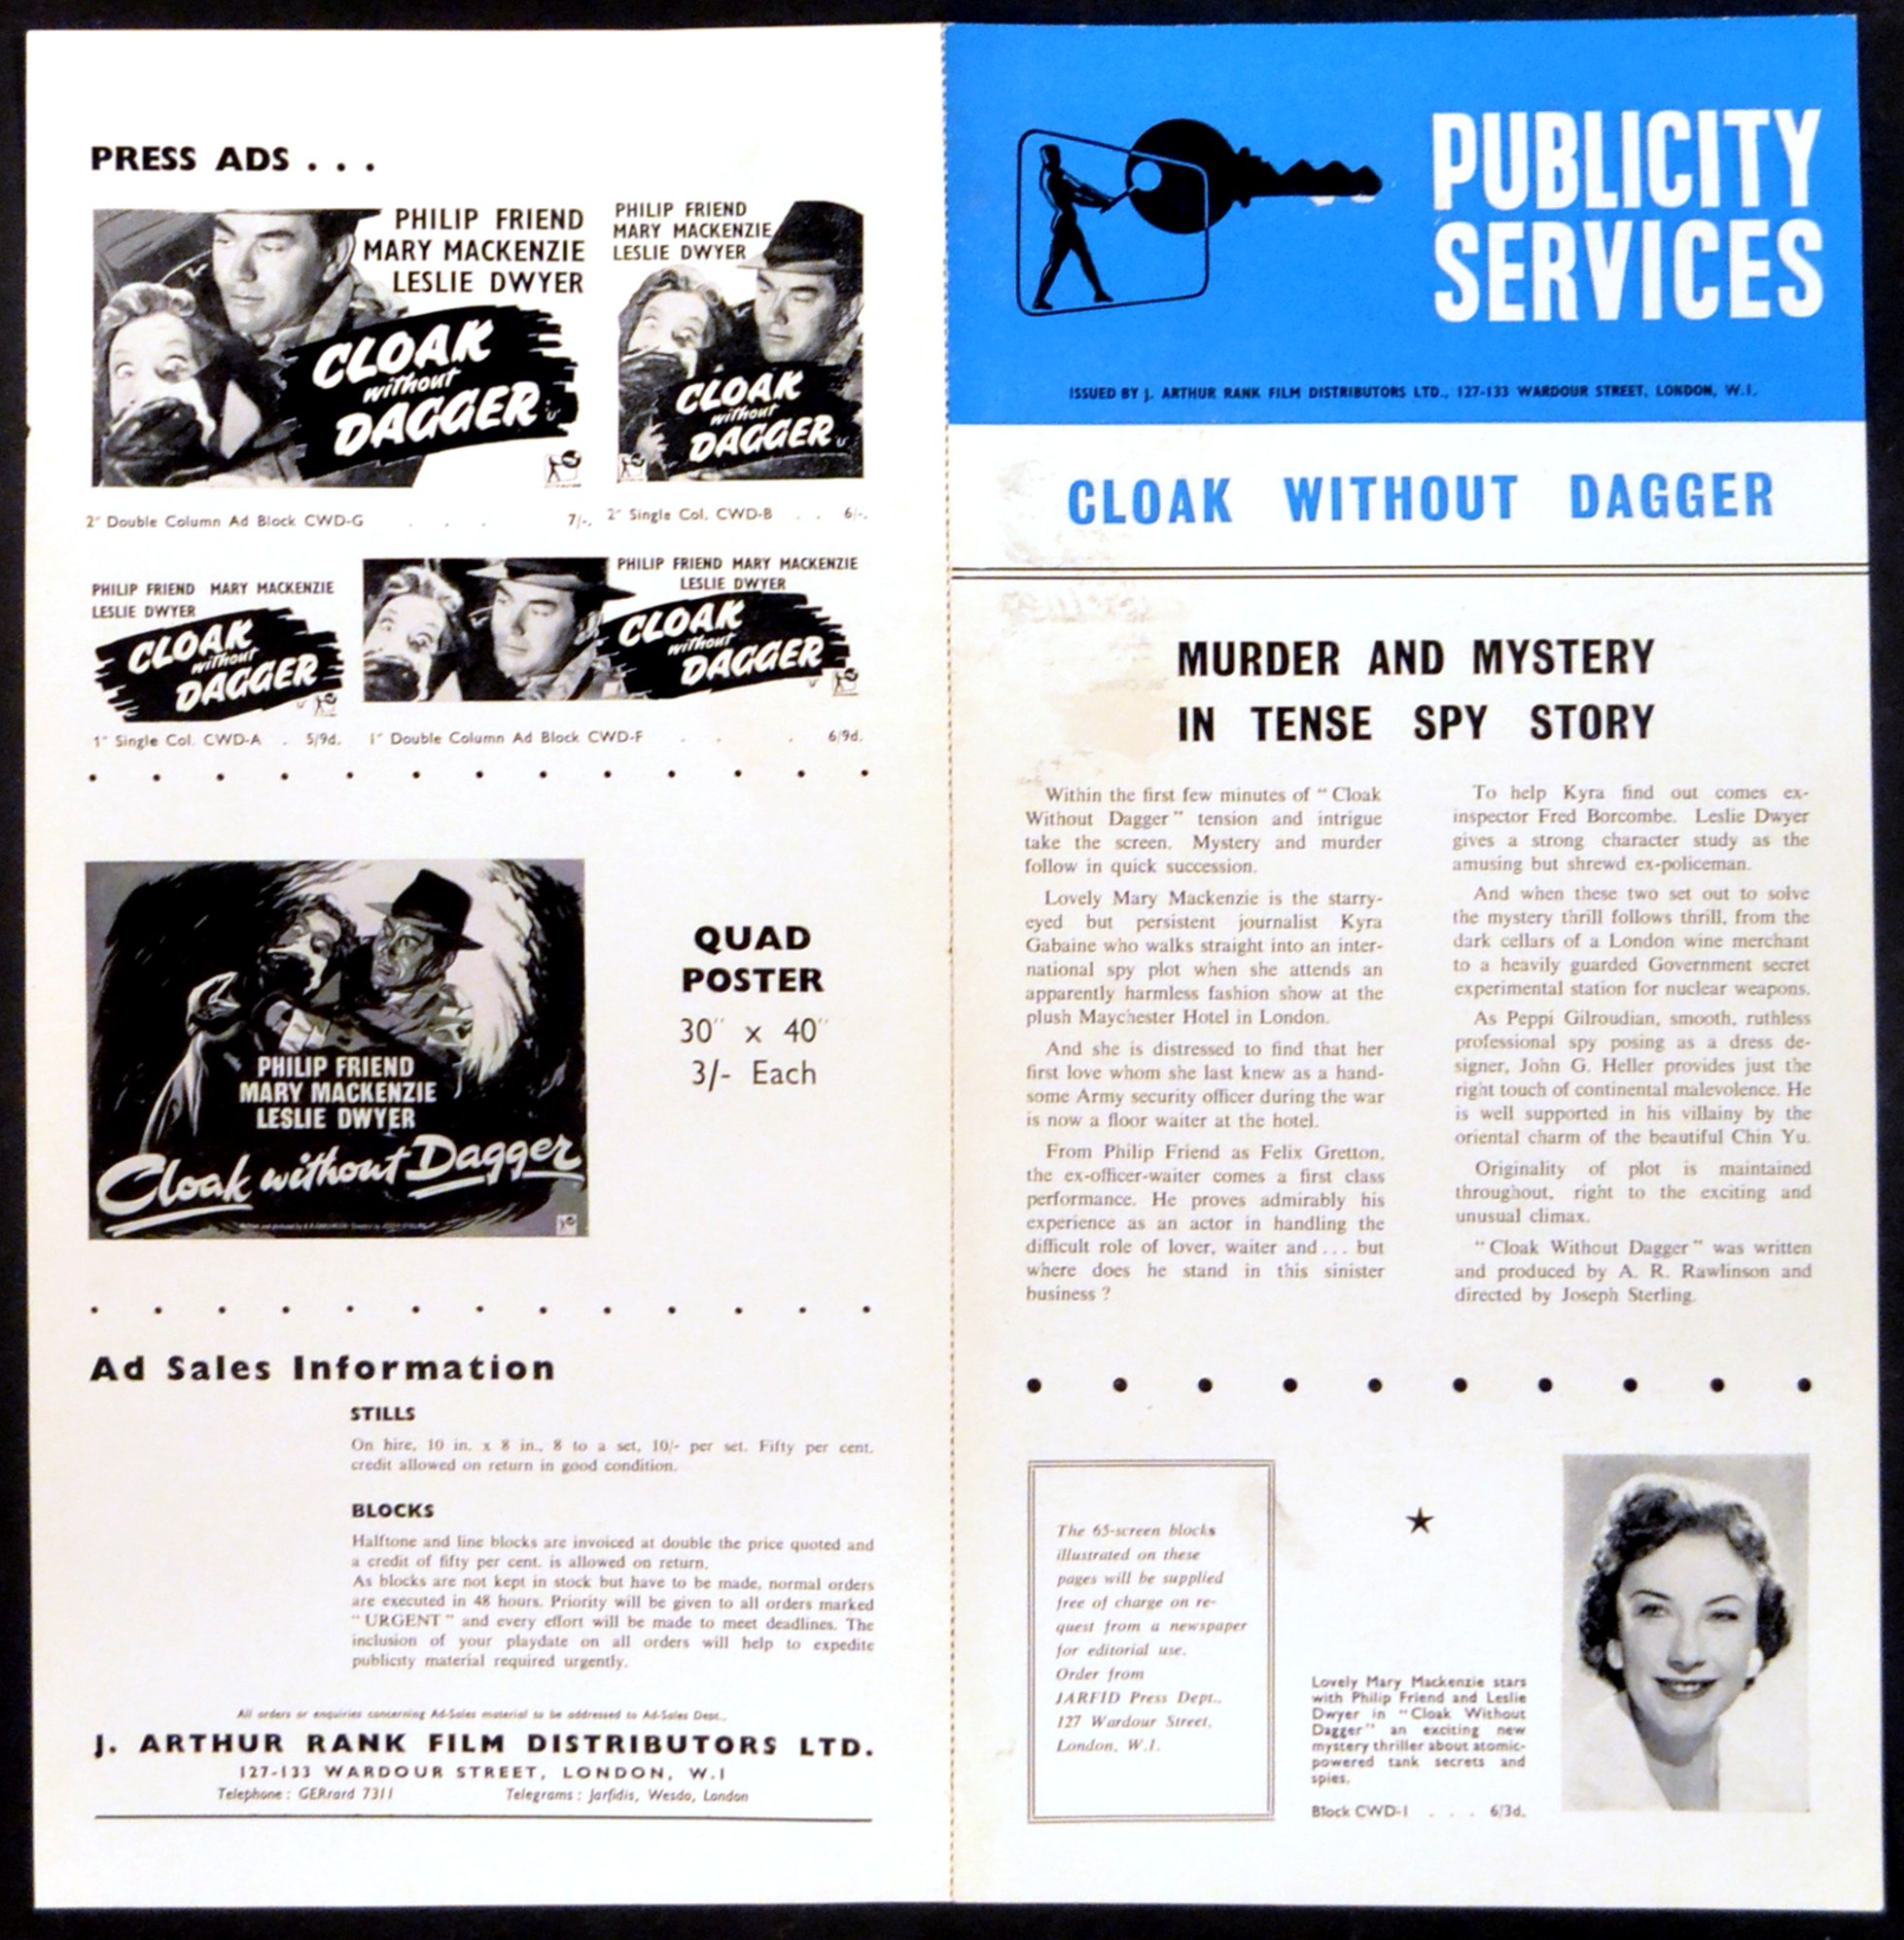 PRESS ADS . . .
PHILIP FRIEND
MARY MACKENZIE
LESLIE DWYER
CLOAK
without
DAGGER
"U"
2" Double Column Ad Block CWD-G . . . 7/-.
PHILIP FRIEND
MARY MACKENZIE
LESLIE DWYER
CLOAK
without
DAGGER
"U"
2" Single Col. CWD-B . . 6/-.
PHILIP FRIEND MARY MACKENZIE
LESLIE DWYER
CLOAK
without
DAGGER
1" Single Col. CWD-A . 5/9d.
PHILIP FRIEND MARY MACKENZIE
LESLIE DWYER
CLOAK
without
DAGGER
1" Double Column Ad Block CWD-F . . . 6/9d.
PHILIP FRIEND
MARY MACKENZIE
LESLIE DWYER
Cloak without Dagger
QUAD
POSTER
30" x 40"
3/- Each
Ad Sales Information
STILLS
On hire, 10 in. x 8 in., 8 to a set, 10/- per set. Fifty per cent.
credit allowed on return in good condition.
BLOCKS
Halftone and line blocks are invoiced at double the price quoted and
a credit of fifty per cent. is allowed on return.
As blocks are not kept in stock but have to be made, normal orders
are executed in 48 hours. Priority will be given to all orders marked
"URGENT" and every effort will be made to meet deadlines. The
inclusion of your playdate on all orders will help to expedite
publicity material required urgently.
All orders or enquiries concerning Ad-Sales material to be addressed to Ad-Sales Dept.,
J. ARTHUR RANK FILM DISTRIBUTORS LTD.
127-133 WARDOUR STREET, LONDON, W.1
Telephone : GERrard 7311 Telegrams : Jarfidis, Wesdo, London
PUBLICITY
SERVICES
ISSUED BY J. ARTHUR RANK FILM DISTRIBUTORS LTD., 127-133 WARDOUR STREET, LONDON, W.1.
CLOAK WITHOUT DAGGER
MURDER AND MYSTERY
IN TENSE SPY STORY
Within the first few minutes of "Cloak
Without Dagger" tension and intrigue
take the screen. Mystery and murder
follow in quick succession.
Lovely Mary Mackenzie is the starry-
eyed but persistent journalist Kyra
Gabaine who walks straight into an inter-
national spy plot when she attends an
apparently harmless fashion show at the
plush Maychester Hotel in London.
And she is distressed to find that her
first love whom she last knew as a hand-
some Army security officer during the war
is now a floor waiter at the hotel.
From Philip Friend as Felix Gretton,
the ex-officer-waiter comes a first class
performance. He proves admirably his
experience as an actor in handling the
difficult role of lover, waiter and . . . but
where does he stand in this sinister
business ?
To help Kyra find out comes ex-
inspector Fred Borcombe. Leslie Dwyer
gives a strong character study as the
amusing but shrewd ex-policeman.
And when these two set out to solve
the mystery thrill follows thrill, from the
dark cellars of a London wine merchant
to a heavily guarded Government secret
experimental station for nuclear weapons.
As Peppi Gilroudian, smooth, ruthless
professional spy posing as a dress de-
signer, John G. Heller provides just the
right touch of continental malevolence. He
is well supported in his villainy by the
oriental charm of the beautiful Chin Yu.
Originality of plot is maintained
throughout, right to the exciting and
unusual climax.
"Cloak Without Dagger" was written
and produced by A. R. Rawlinson and
directed by Joseph Sterling.
The 65-screen blocks
illustrated on these
pages will be supplied
free of charge on re-
quest from a newspaper
for editorial use.
Order from
JARFID Press Dept.,
127 Wardour Street,
London, W.1.
Lovely Mary Mackenzie stars
with Philip Friend and Leslie
Dwyer in "Cloak Without
Dagger" an exciting new
mystery thriller about atomic-
powered tank secrets and
spies.
Block CWD-I . . . 6/3d.